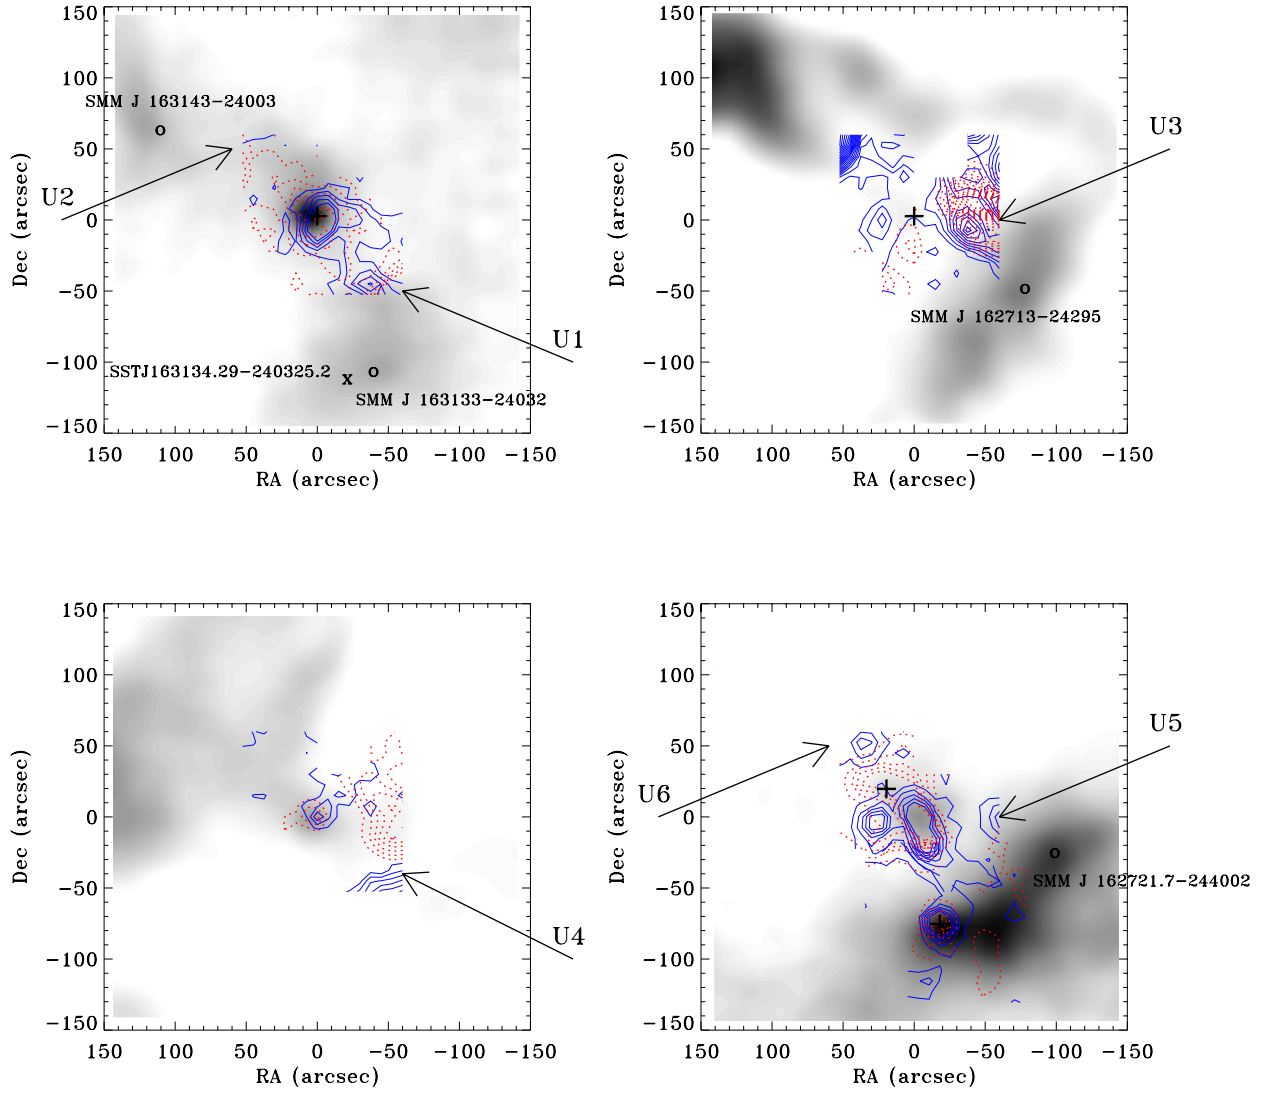 150
100
50
0
−50
−100
−150
150 100 50 0 −50 −100 −150
RA (arcsec)
Dec (arcsec)
SMM J 163143−24003
o
U2
U1
SSTJ163134.29−240325.2
x
o
SMM J 163133−24032
150
100
50
0
−50
−100
−150
150 100 50 0 −50 −100 −150
RA (arcsec)
Dec (arcsec)
U3
o
SMM J 162713−24295
150
100
50
0
−50
−100
−150
150 100 50 0 −50 −100 −150
RA (arcsec)
Dec (arcsec)
U4
150
100
50
0
−50
−100
−150
150 100 50 0 −50 −100 −150
RA (arcsec)
Dec (arcsec)
U5
U6
o
SMM J 162721.7−244002